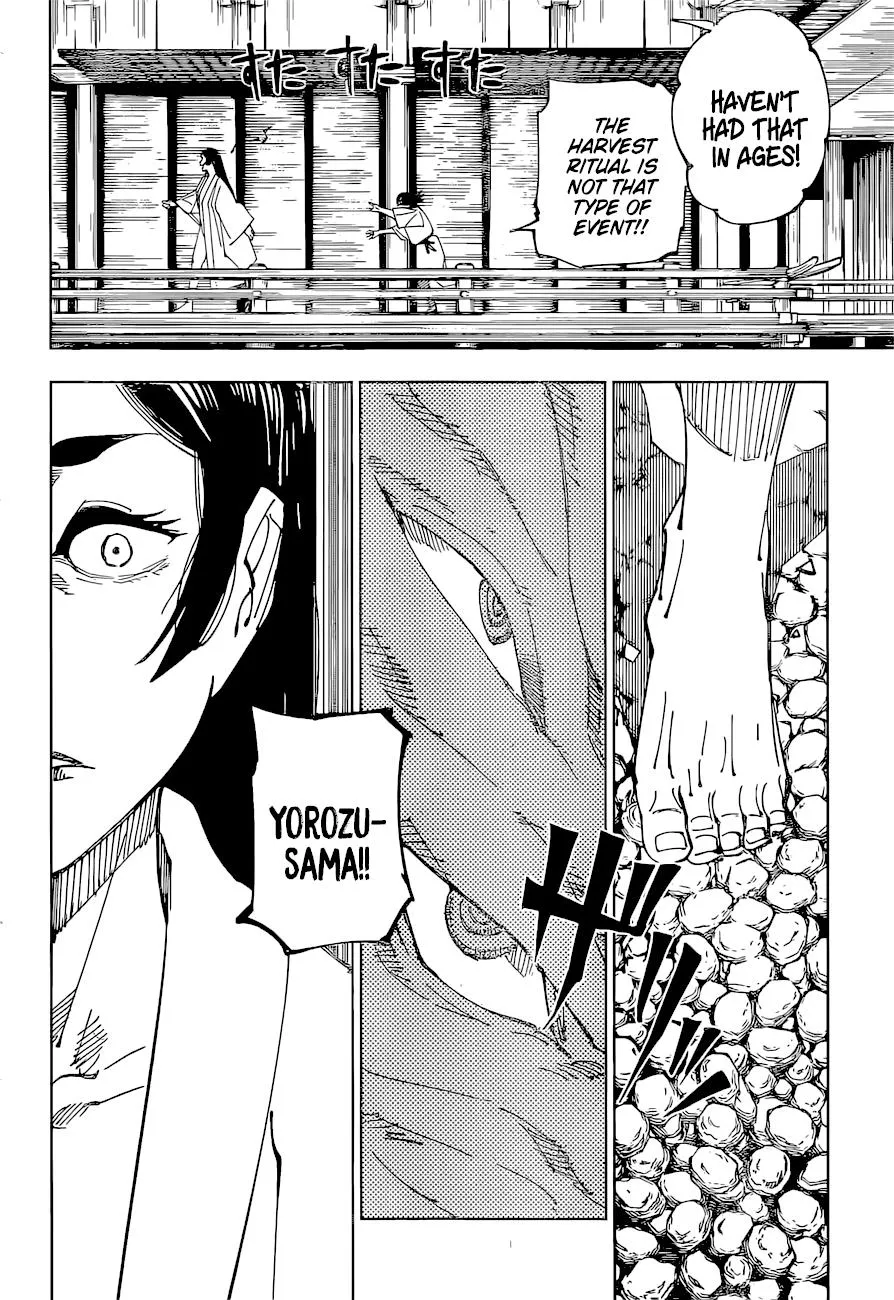 HAVEN'T
HAD THAT
IN AGES!
THE
HARVEST
RITUAL IS
NOT THAT
TYPE OF
EVENT!!
すた すた すた
ザッ
YOROZU-
SAMA!!